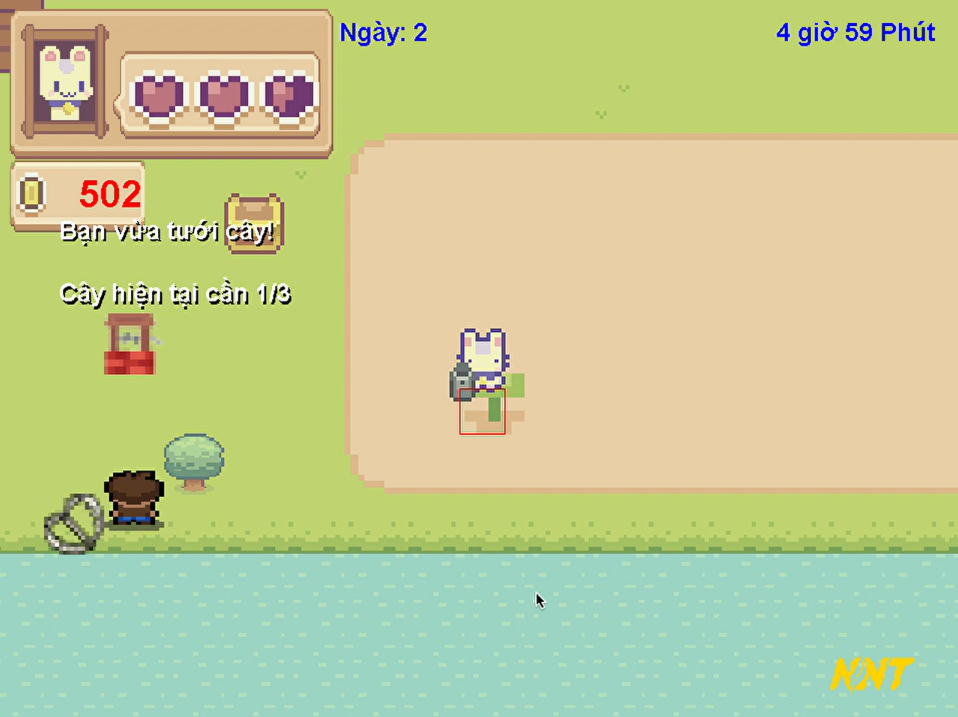 Ngày: 2
4 giờ 59 Phút
502
Bạn vừa tưới cây!
Cây hiện tại cần 1/3
NNT